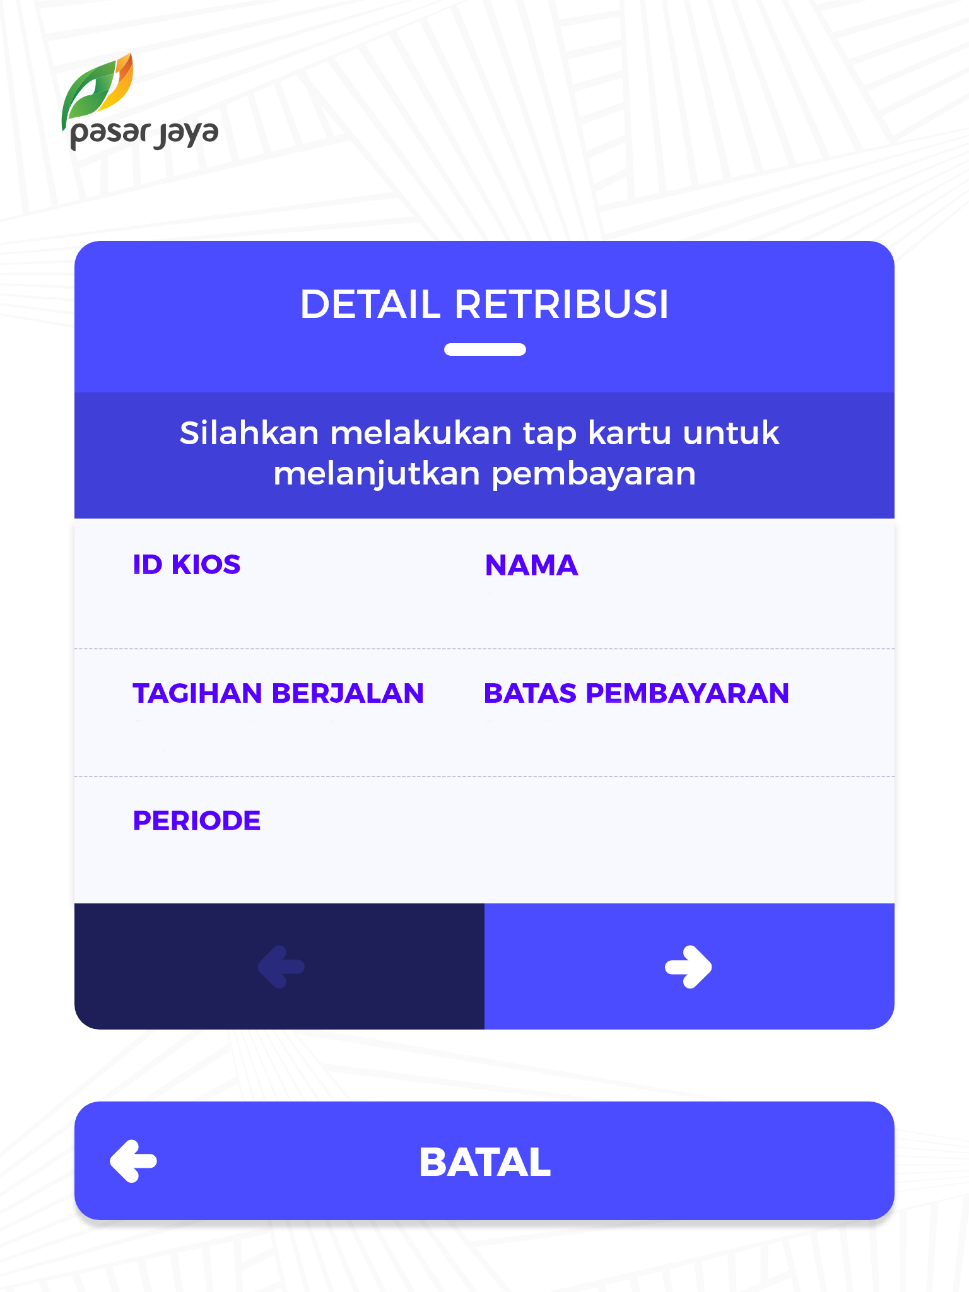 pasar jaya
DETAIL RETRIBUSI
Silahkan melakukan tap kartu untuk
melanjutkan pembayaran
ID KIOS
NAMA
TAGIHAN BERJALAN
BATAS PEMBAYARAN
PERIODE
BATAL